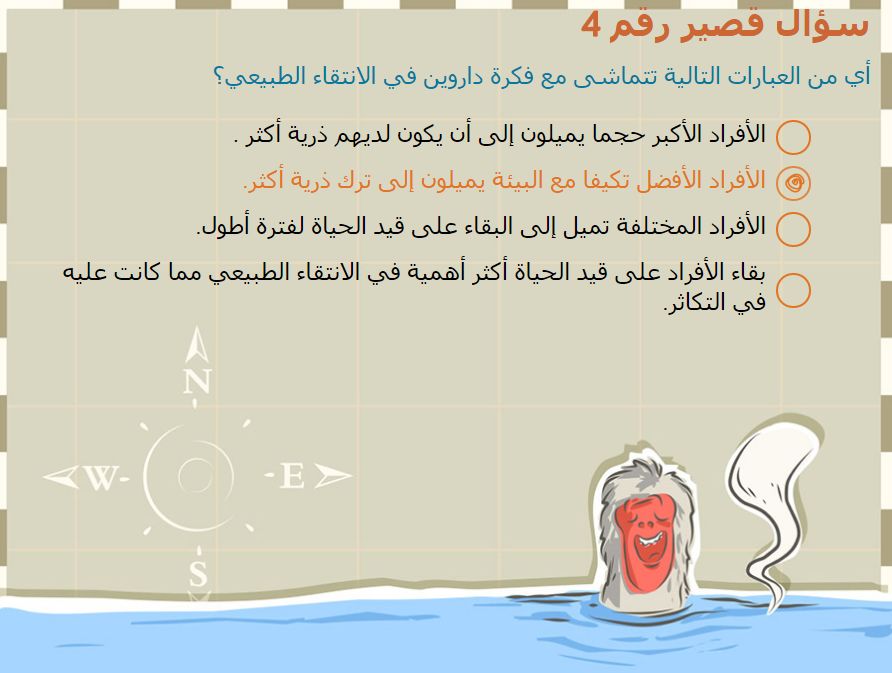 سؤال قصير رقم 4
أي من العبارات التالية تتماشى مع فكرة داروين في الانتقاء الطبيعي؟
الأفراد الأكبر حجما يميلون إلى أن يكون لديهم ذرية أكثر .
الأفراد الأفضل تكيفا مع البيئة يميلون إلى ترك ذرية أكثر.
الأفراد المختلفة تميل إلى البقاء على قيد الحياة لفترة أطول.
بقاء الأفراد على قيد الحياة أكثر أهمية في الانتقاء الطبيعي مما كانت عليه
في التكاثر.
N
W
E
S